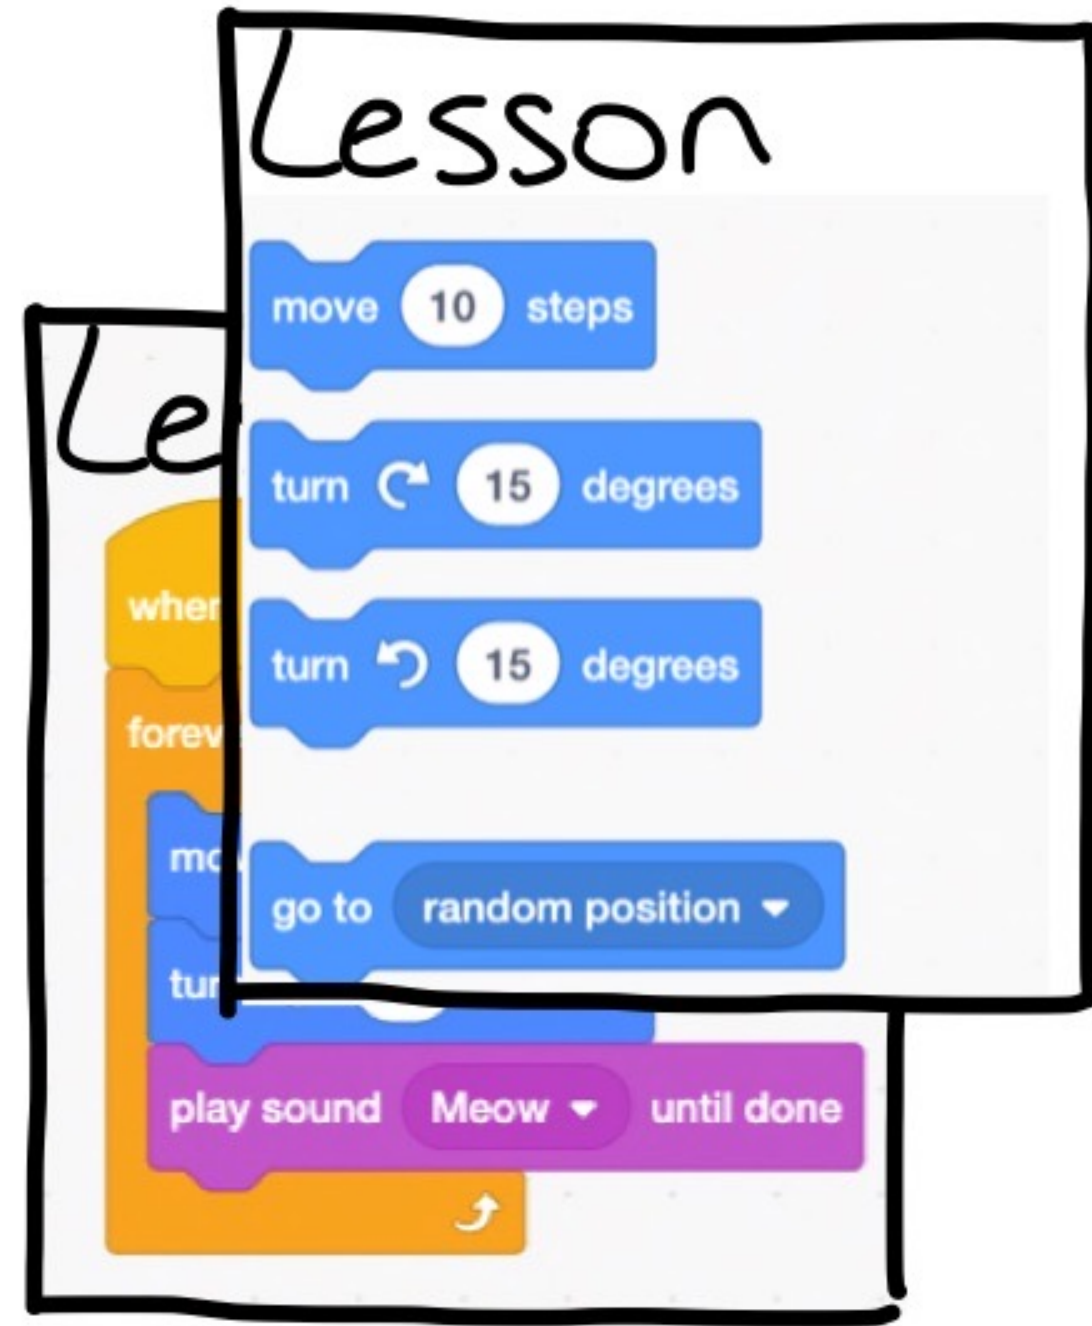 Lesson
move 10 steps
turn 15 degrees
turn 15 degrees
go to random position
Le
when
forev
mo
tur
play sound Meow until done